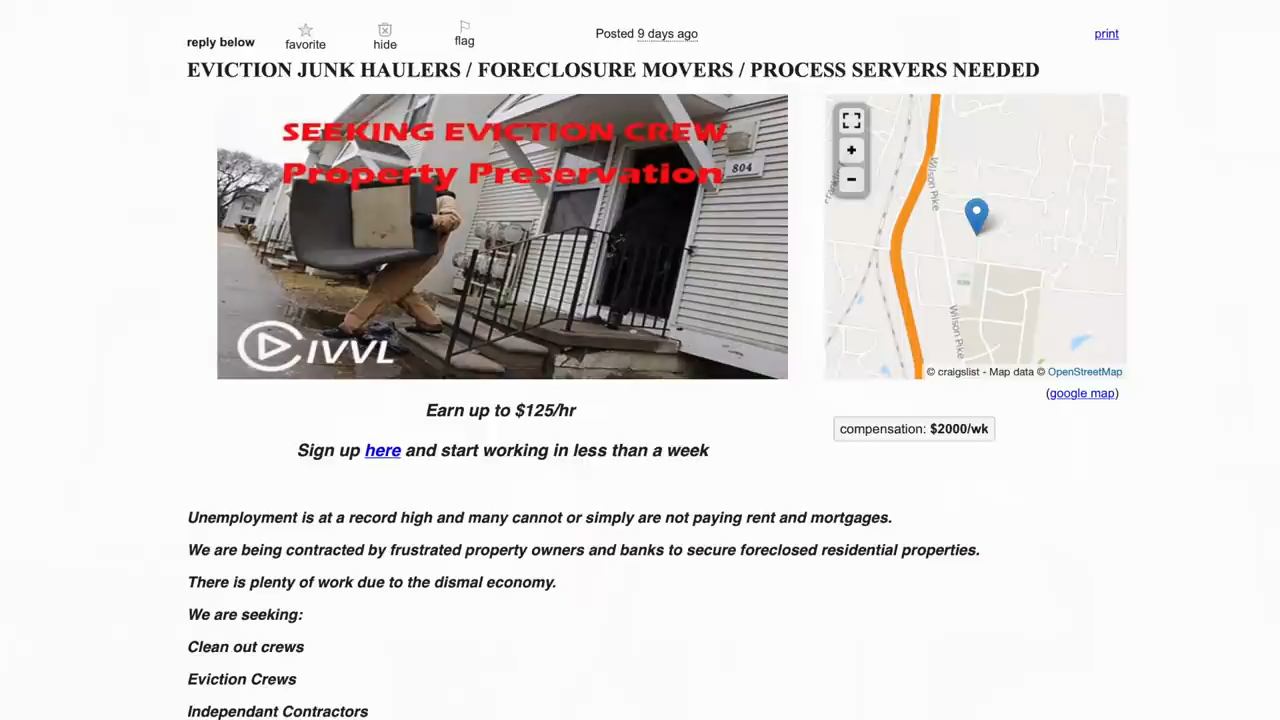 reply below
favorite
hide
flag
Posted 9 days ago
print
EVICTION JUNK HAULERS / FORECLOSURE MOVERS / PROCESS SERVERS NEEDED
SEEKING EVICTION CREW
Property Preservation
804
CIVVL
+
-
Wilson Pike
Wilson Pike
© craigslist - Map data © OpenStreetMap
(google map)
compensation: $2000/wk
Earn up to $125/hr
Sign up here and start working in less than a week
Unemployment is at a record high and many cannot or simply are not paying rent and mortgages.
We are being contracted by frustrated property owners and banks to secure foreclosed residential properties.
There is plenty of work due to the dismal economy.
We are seeking:
Clean out crews
Eviction Crews
Independant Contractors